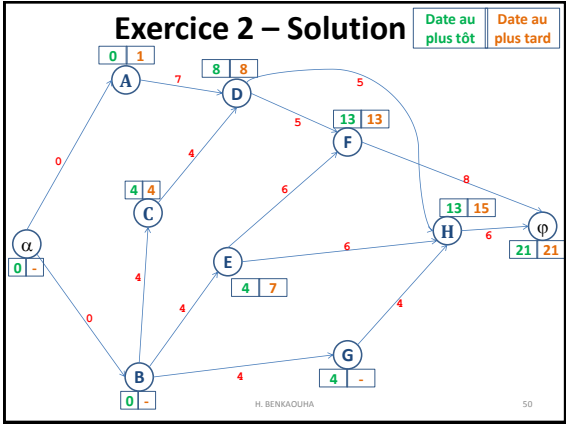 Exercice 2 – Solution
Date au plus tôt
Date au plus tard
0 1
A
7
8 8
D
5
5
13 13
F
0
4
4 4
C
6
8
13 15
H
6
φ
21 21
α
0 -
4
E
6
4 7
0
4
4
B
0 -
4
G
4 -
H. BENKAOUHA
50